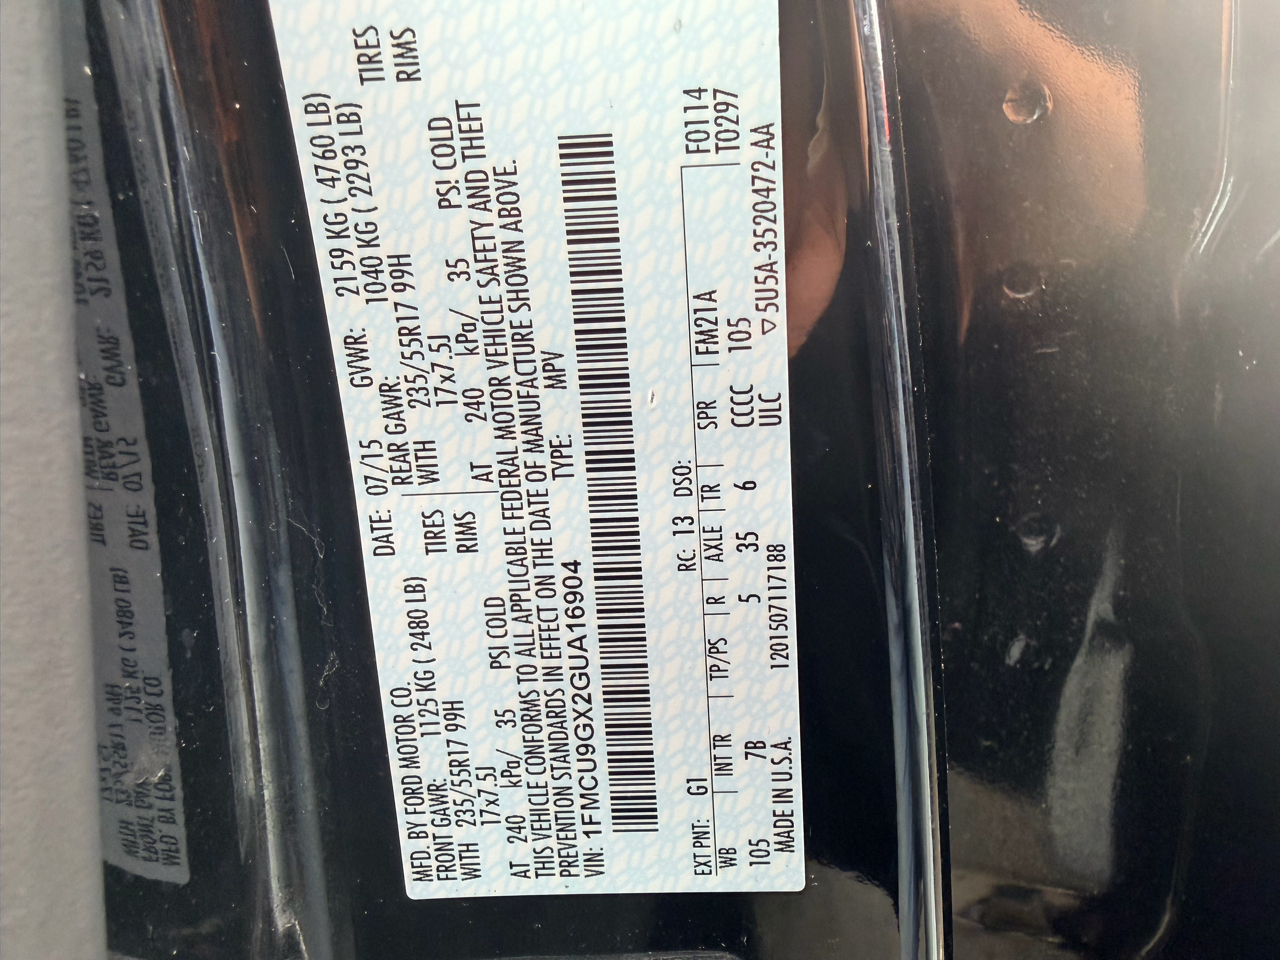 MFD. BY FORD MOTOR CO. DATE: 07/15 GVWR: 2159 KG ( 4760 LB)
FRONT GAWR: 1125 KG ( 2480 LB) REAR GAWR: 1040 KG ( 2293 LB)
WITH 235/55R17 99H TIRES WITH 235/55R17 99H TIRES
17x7.5J RIMS 17x7.5J RIMS
AT 240 kPa/ 35 PSI COLD AT 240 kPa/ 35 PSI COLD
THIS VEHICLE CONFORMS TO ALL APPLICABLE FEDERAL MOTOR VEHICLE SAFETY AND THEFT
PREVENTION STANDARDS IN EFFECT ON THE DATE OF MANUFACTURE SHOWN ABOVE.
VIN: 1FMCU9GX2GUA16904 TYPE: MPV
EXT PNT: G1 RC: 13 DSO: F0114
WB INT TR TP/PS R AXLE TR SPR FM21A T0297
105 7B 5 35 6 CCCC 105
MADE IN U.S.A. 1201507117188 ULC ▽5U5A-3520472-AA